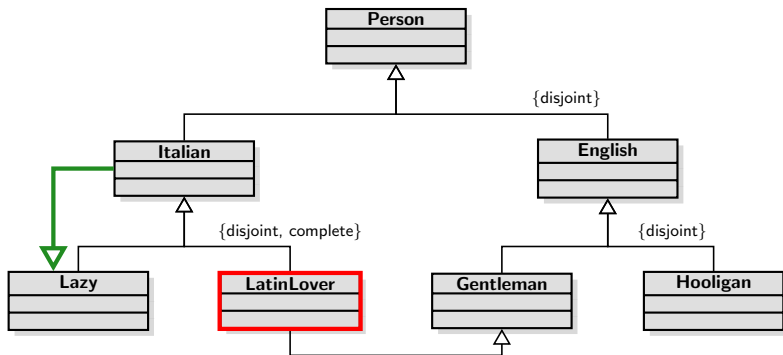 Person
{disjoint}
Italian
English
{disjoint, complete}
{disjoint}
Lazy
LatinLover
Gentleman
Hooligan